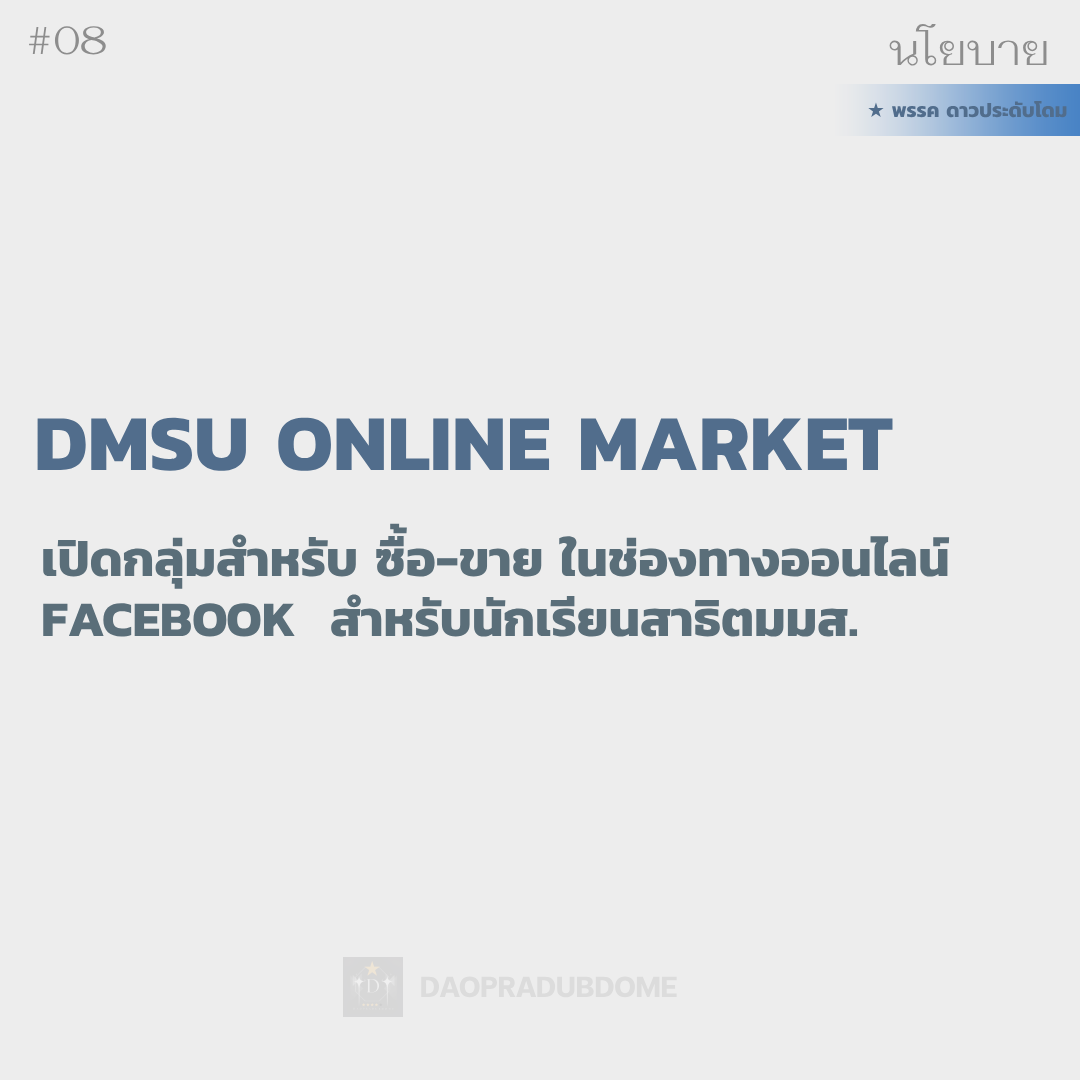 #08
นโยบาย
★ พรรค ดาวประดับโดม
DMSU ONLINE MARKET
เปิดกลุ่มสำหรับ ซื้อ-ขาย ในช่องทางออนไลน์
FACEBOOK สำหรับนักเรียนสาธิตมมส.
D
DAOPRADUBDOME